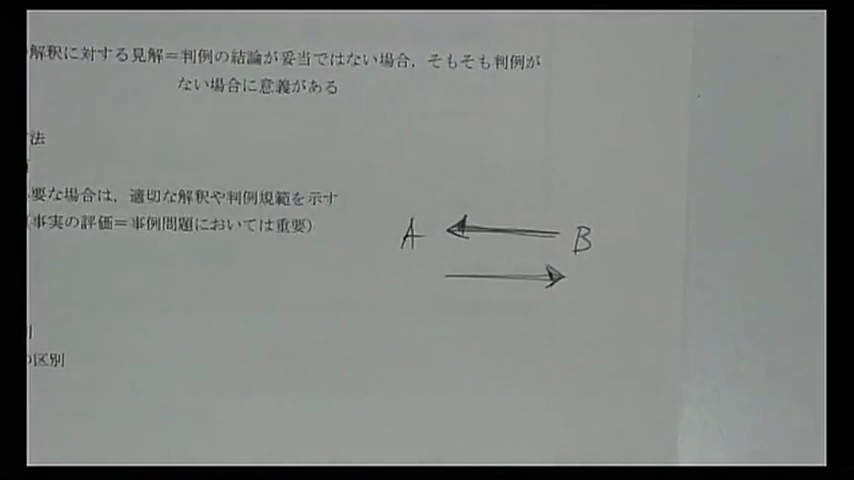 解釈に対する見解＝判例の結論が妥当ではない場合，そもそも判例が
ない場合に意義がある
法
要な場合は，適切な解釈や判例規範を示す
（事実の評価＝事例問題においては重要）
A B
の区別